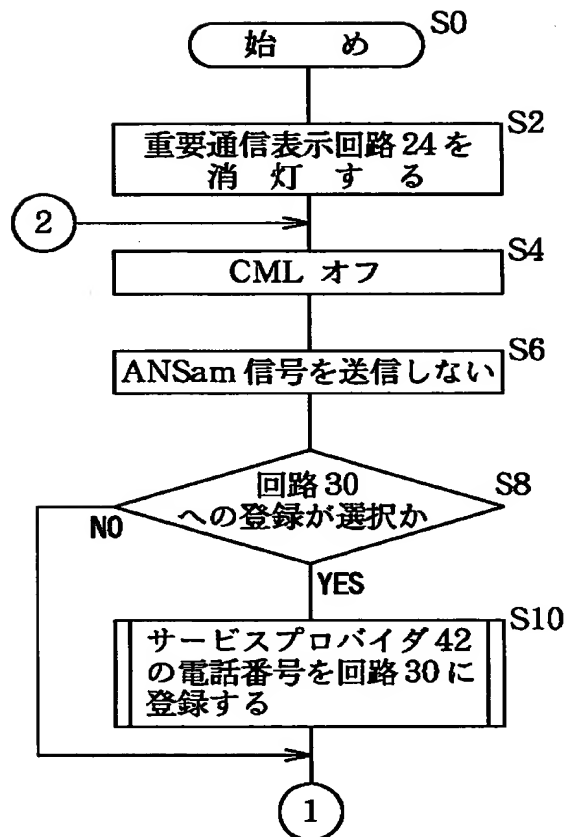 始 め
S0
重要通信表示回路24を
消 灯 す る
S2
2
CML オフ
S4
ANSam 信号を送信しない
S6
回路30
への登録が選択か
S8
NO
YES
サービスプロバイダ42
の電話番号を回路30に
登録する
S10
1